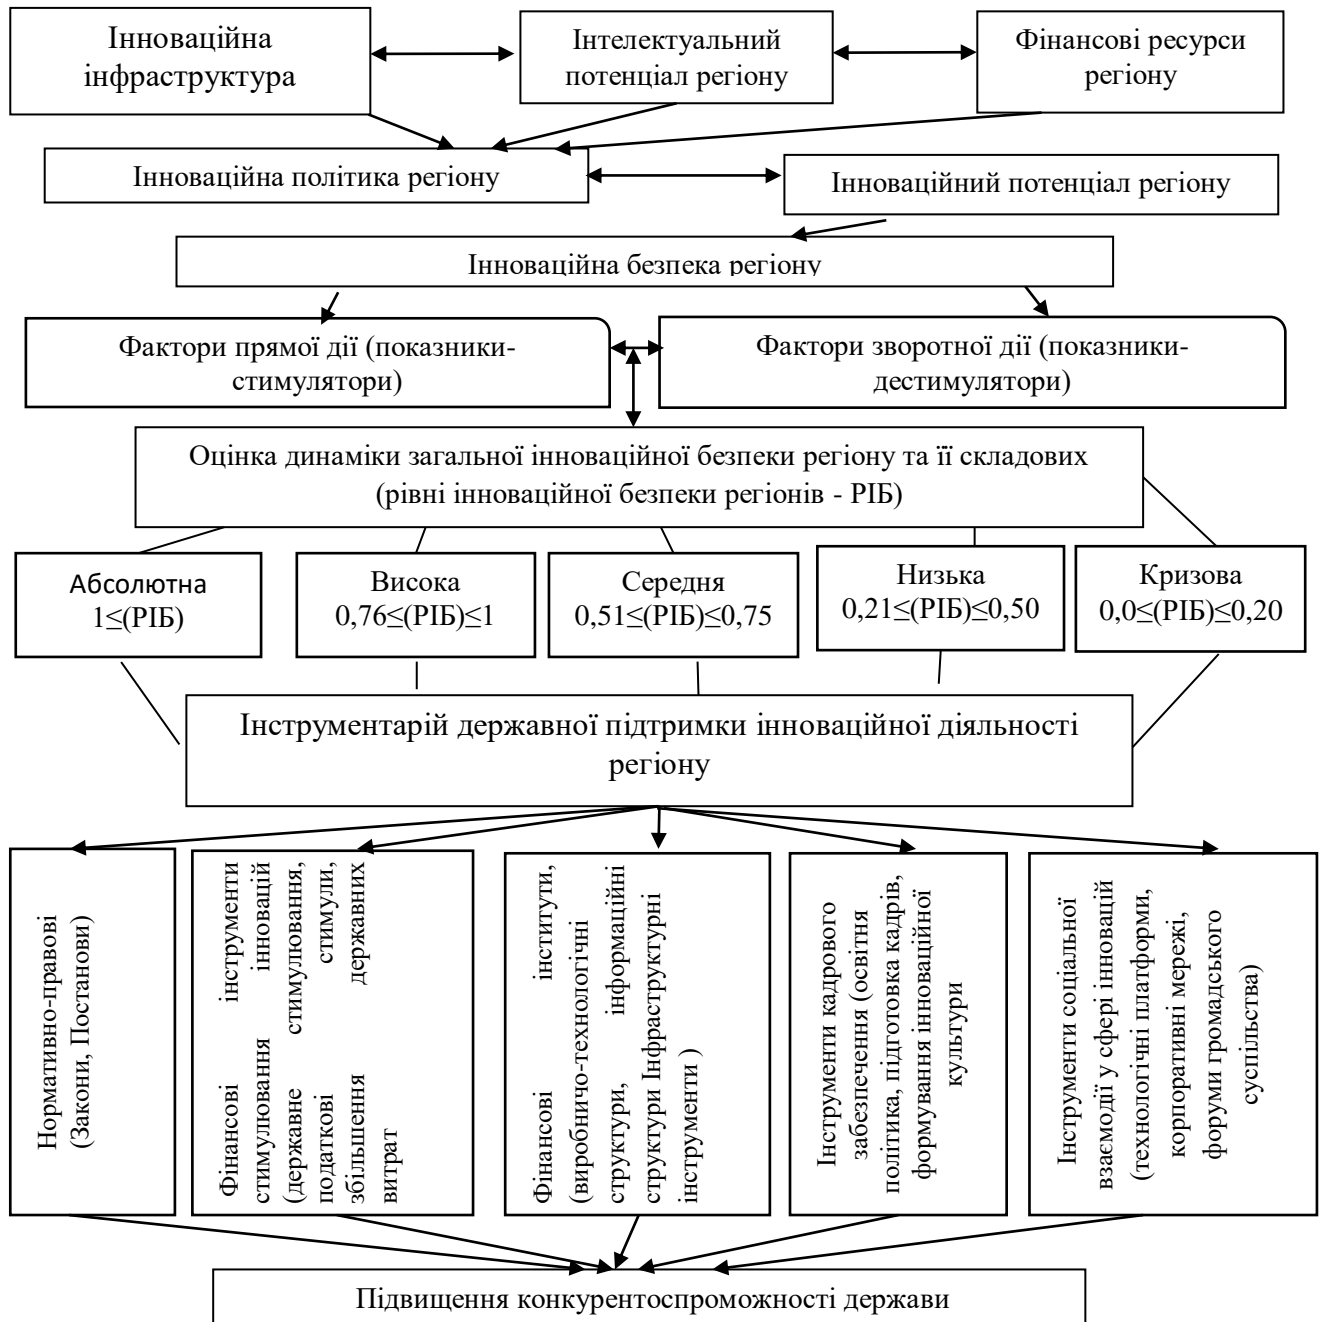 Інноваційна
інфраструктура
Інтелектуальний
потенціал регіону
Фінансові ресурси
регіону
Інноваційна політика регіону
Інноваційний потенціал регіону
Інноваційна безпека регіону
Фактори прямої дії (показники-
стимулятори)
Фактори зворотної дії (показники-
дестимулятори)
Оцінка динаміки загальної інноваційної безпеки регіону та її складових
(рівні інноваційної безпеки регіонів - РІБ)
Абсолютна
1≤(РІБ)
Висока
0,76≤(РІБ)≤1
Середня
0,51≤(РІБ)≤0,75
Низька
0,21≤(РІБ)≤0,50
Кризова
0,0≤(РІБ)≤0,20
Інструментарій державної підтримки інноваційної діяльності
регіону
Нормативно-правові
(Закони, Постанови)
Фінансові інструменти
стимулювання інновацій
(державне стимулювання,
податкові стимули,
збільшення державних
витрат
Фінансові інститути,
(виробничо-технологічні
структури, інформаційні
структури Інфраструктурні
інструменти )
Інструменти кадрового
забезпечення (освітня
політика, підготовка кадрів,
формування інноваційної
культури
Інструменти соціальної
взаємодії у сфері інновацій
(технологічні платформи,
корпоративні мережі,
форуми громадського
суспільства)
Підвищення конкурентоспроможності держави